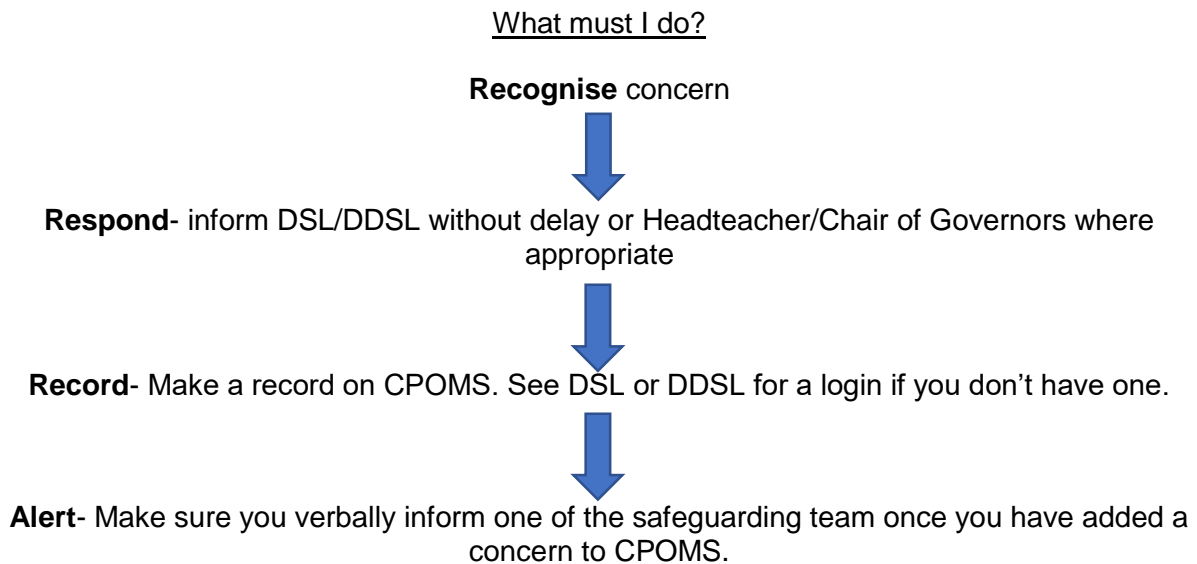 What must I do?
Recognise concern
Respond- inform DSL/DDSL without delay or Headteacher/Chair of Governors where
appropriate
Record- Make a record on CPOMS. See DSL or DDSL for a login if you don’t have one.
Alert- Make sure you verbally inform one of the safeguarding team once you have added a
concern to CPOMS.